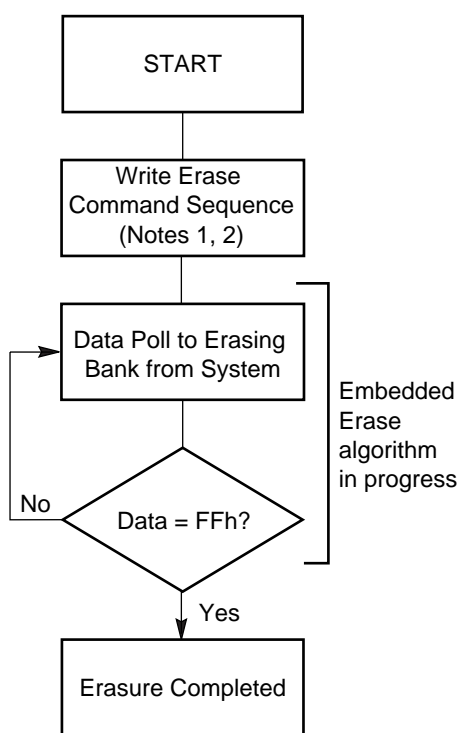 START
Write Erase
Command Sequence
(Notes 1, 2)
Data Poll to Erasing
Bank from System
Embedded
Erase
algorithm
in progress
No
Data = FFh?
Yes
Erasure Completed